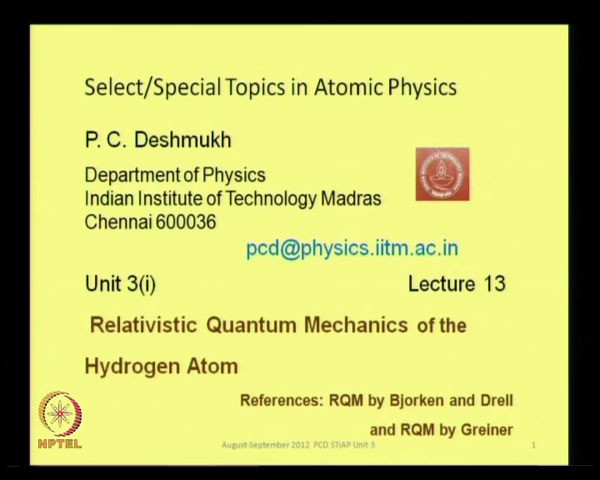 Select/Special Topics in Atomic Physics
P. C. Deshmukh
Department of Physics
Indian Institute of Technology Madras
Chennai 600036
pcd@physics.iitm.ac.in
Unit 3(i) Lecture 13
Relativistic Quantum Mechanics of the
Hydrogen Atom
References: RQM by Bjorken and Drell
and RQM by Greiner
NPTEL
August-September 2012 PCD STiAP Unit 3 1